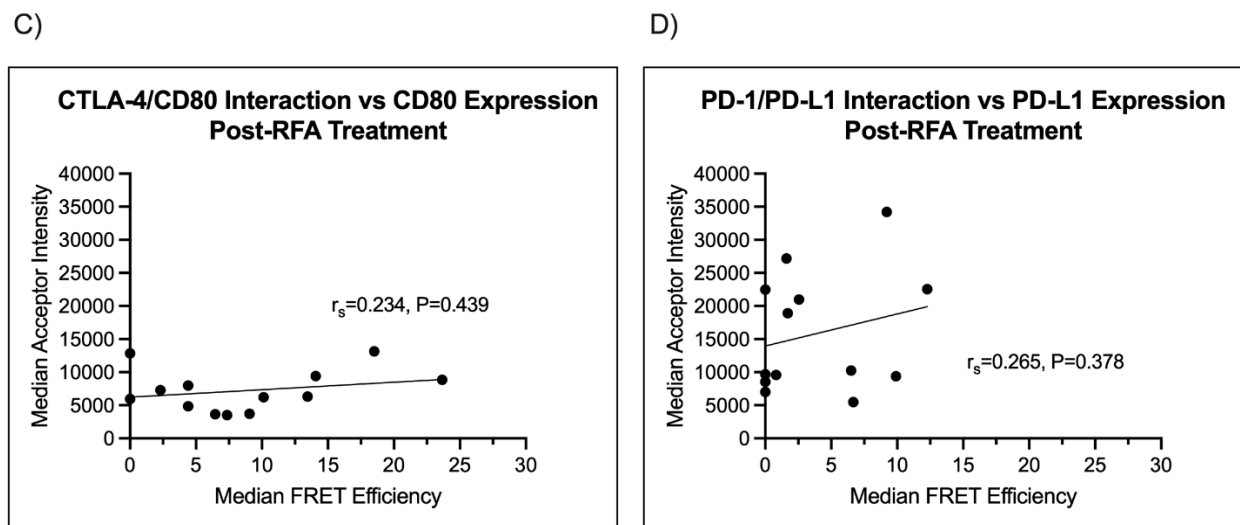 C)
CTLA-4/CD80 Interaction vs CD80 Expression
Post-RFA Treatment
Median Acceptor Intensity
40000
35000
30000
25000
20000
15000
10000
5000
0
rs=0.234, P=0.439
0 5 10 15 20 25 30
Median FRET Efficiency
D)
PD-1/PD-L1 Interaction vs PD-L1 Expression
Post-RFA Treatment
Median Acceptor Intensity
40000
35000
30000
25000
20000
15000
10000
5000
0
rs=0.265, P=0.378
0 5 10 15 20 25 30
Median FRET Efficiency